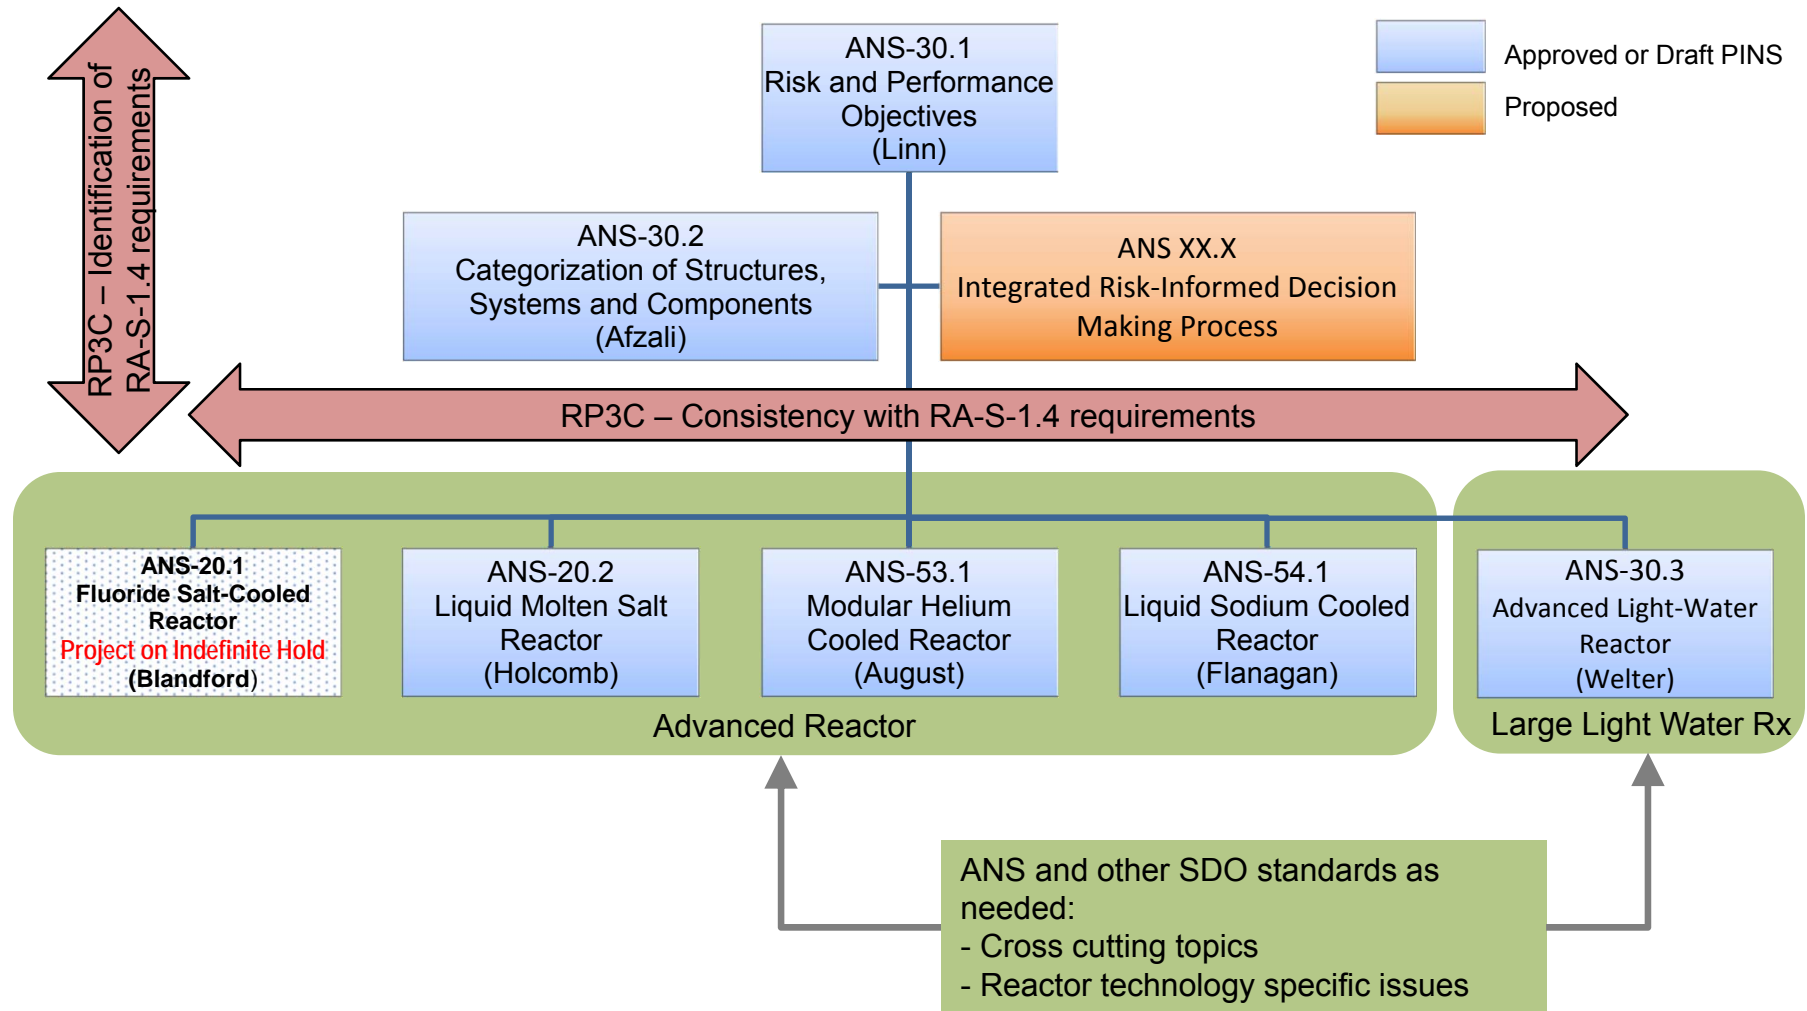 RP3C – Identification of
RA-S-1.4 requirements
ANS-30.1
Risk and Performance
Objectives
(Linn)
Approved or Draft PINS
Proposed
ANS-30.2
Categorization of Structures,
Systems and Components
(Afzali)
ANS XX.X
Integrated Risk-Informed Decision
Making Process
RP3C – Consistency with RA-S-1.4 requirements
ANS-20.1
Fluoride Salt-Cooled
Reactor
Project on Indefinite Hold
(Blandford)
ANS-20.2
Liquid Molten Salt
Reactor
(Holcomb)
ANS-53.1
Modular Helium
Cooled Reactor
(August)
ANS-54.1
Liquid Sodium Cooled
Reactor
(Flanagan)
ANS-30.3
Advanced Light-Water
Reactor
(Welter)
Advanced Reactor
Large Light Water Rx
ANS and other SDO standards as
needed:
- Cross cutting topics
- Reactor technology specific issues